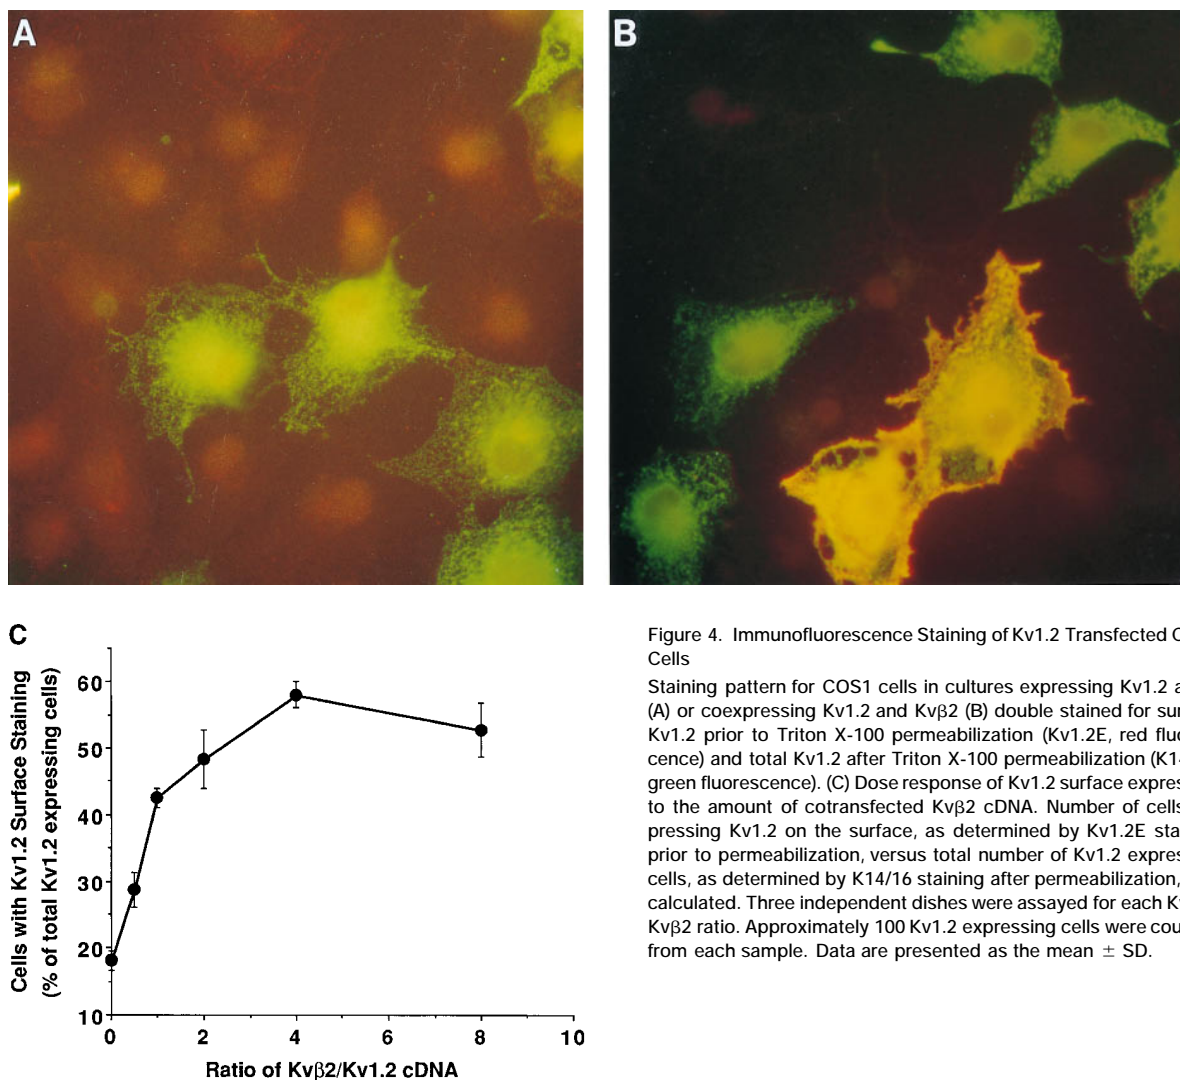 A
B
C
Cells with Kv1.2 Surface Staining
(% of total Kv1.2 expressing cells)
60
50
40
30
20
10
0 2 4 6 8 10
Ratio of Kvβ2/Kv1.2 cDNA
Figure 4. Immunofluorescence Staining of Kv1.2 Transfected
Cells
Staining pattern for COS1 cells in cultures expressing Kv1.2
(A) or coexpressing Kv1.2 and Kvβ2 (B) double stained for
Kv1.2 prior to Triton X-100 permeabilization (Kv1.2E, red
cence) and total Kv1.2 after Triton X-100 permeabilization
green fluorescence). (C) Dose response of Kv1.2 surface
to the amount of cotransfected Kvβ2 cDNA. Number of cells
pressing Kv1.2 on the surface, as determined by Kv1.2E
prior to permeabilization, versus total number of Kv1.2
cells, as determined by K14/16 staining after permeabilization,
calculated. Three independent dishes were assayed for each
Kvβ2 ratio. Approximately 100 Kv1.2 expressing cells were
from each sample. Data are presented as the mean ± SD.